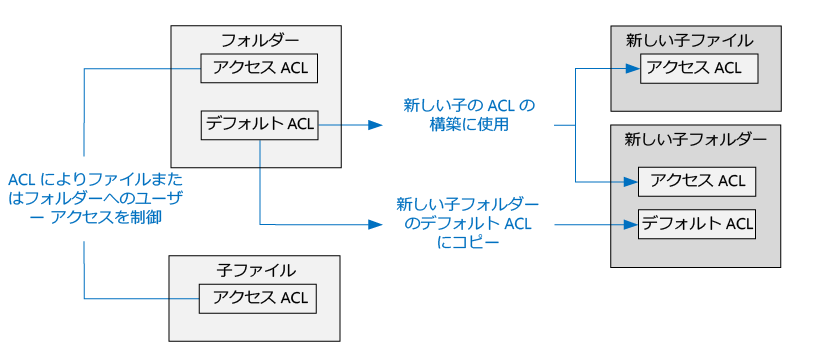 フォルダー
アクセス ACL
デフォルト ACL
ACL によりファイルまた
はフォルダーへのユーザ
ー アクセスを制御
子ファイル
アクセス ACL
新しい子の ACL の
構築に使用
新しい子フォルダー
のデフォルト ACL
にコピー
新しい子ファイル
アクセス ACL
新しい子フォルダー
アクセス ACL
デフォルト ACL